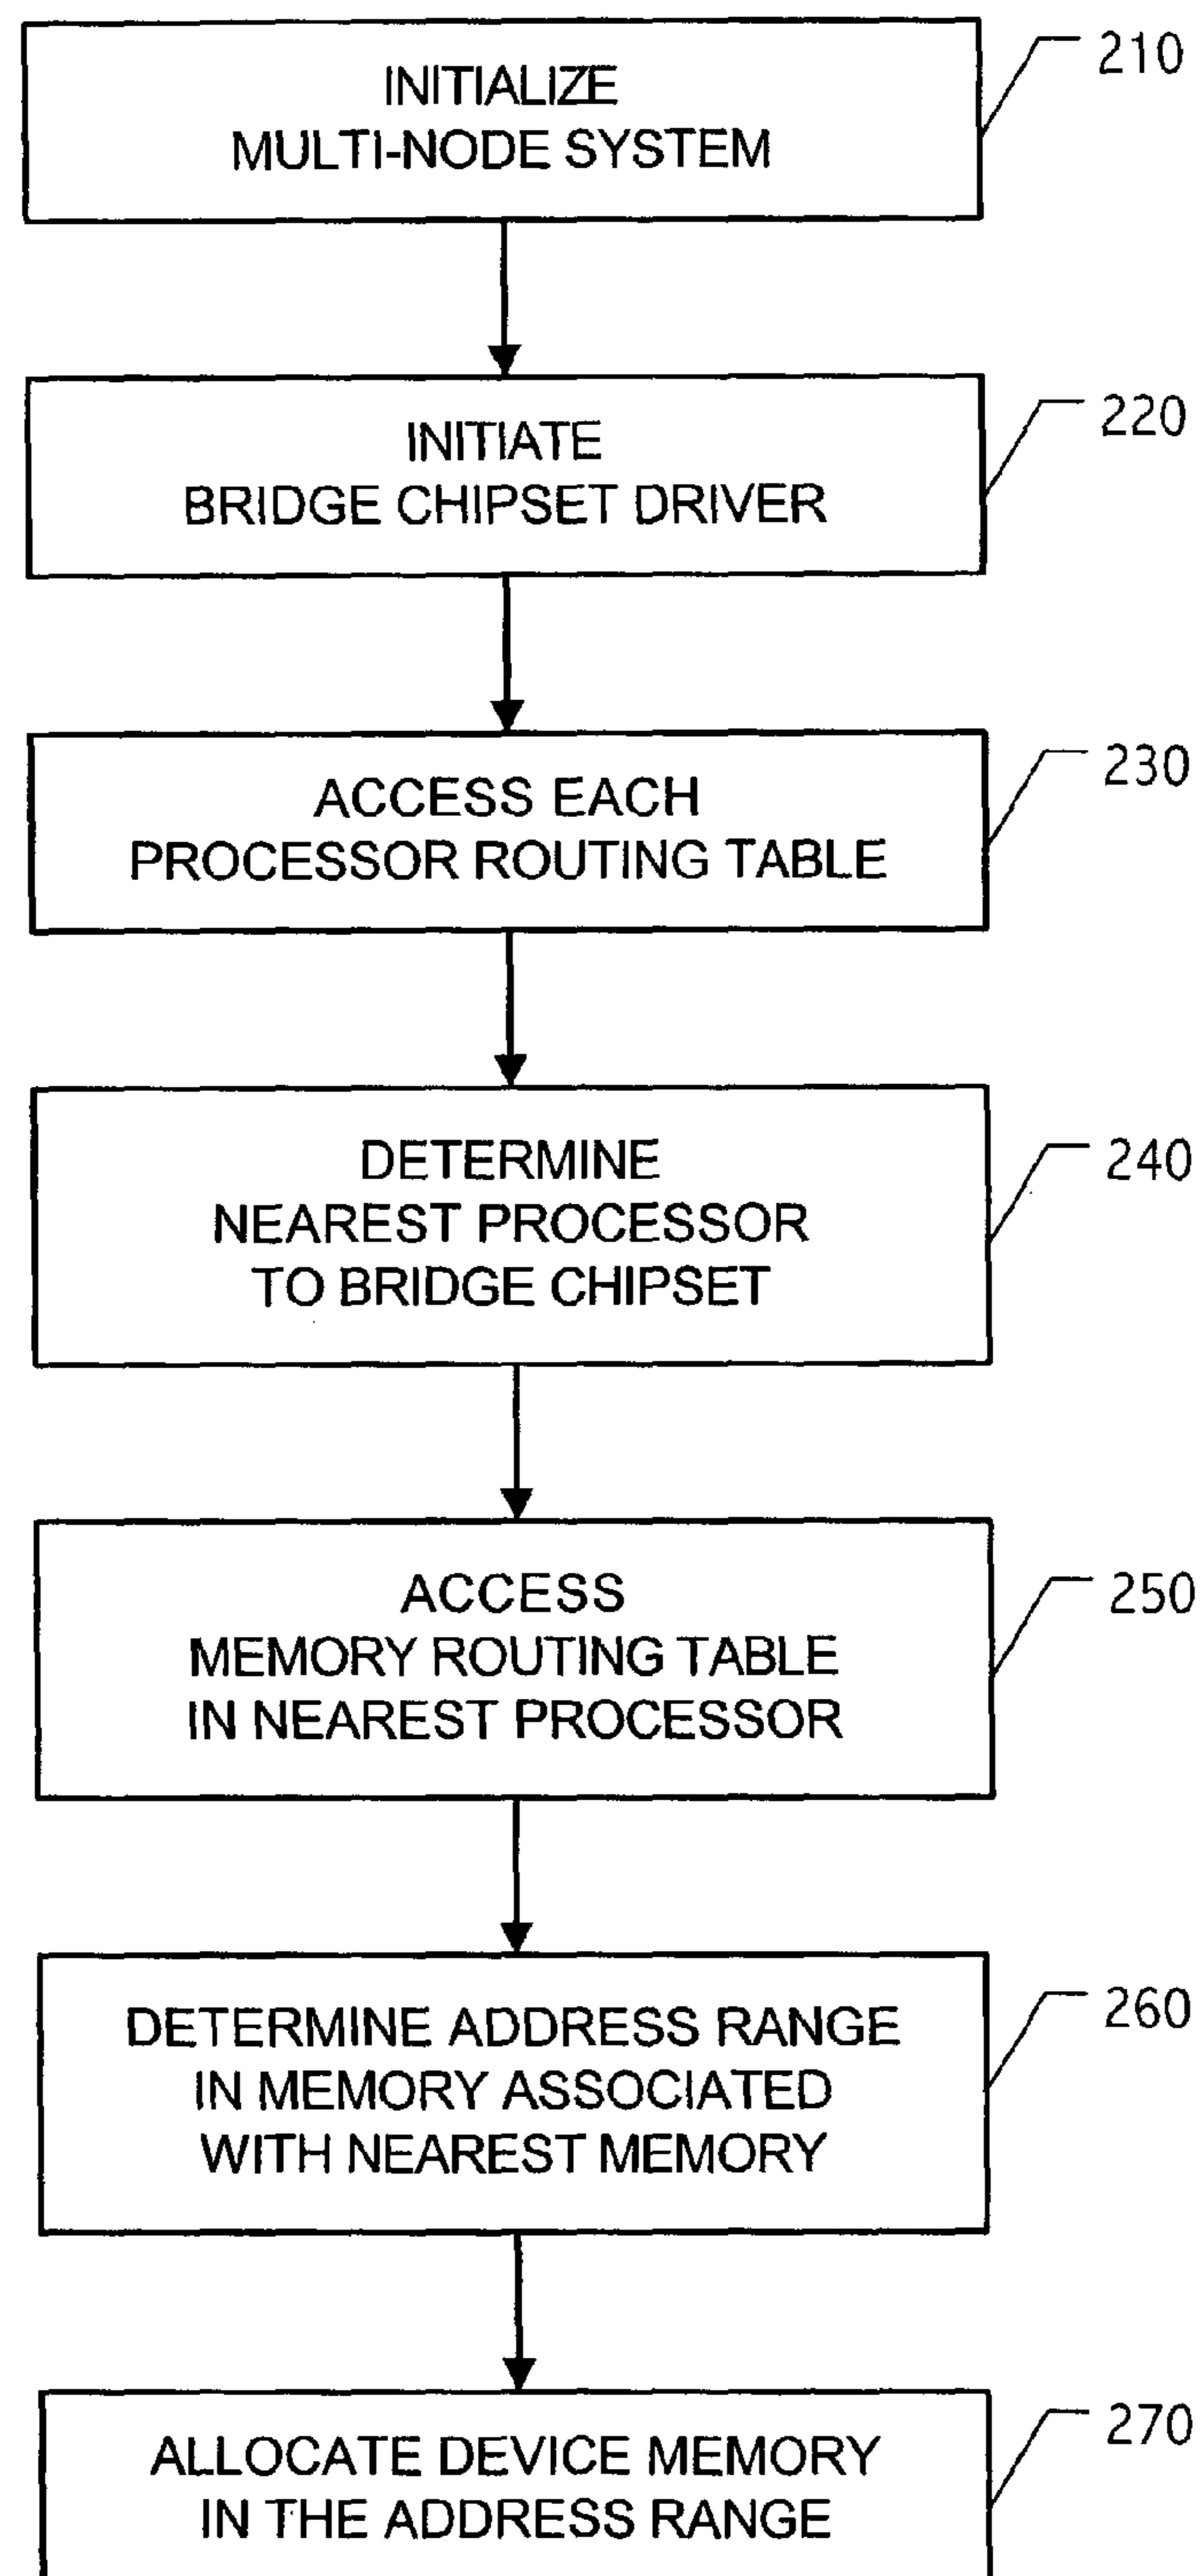 INITIALIZE
MULTI-NODE SYSTEM
210
INITIATE
BRIDGE CHIPSET DRIVER
220
ACCESS EACH
PROCESSOR ROUTING TABLE
230
DETERMINE
NEAREST PROCESSOR
TO BRIDGE CHIPSET
240
ACCESS
MEMORY ROUTING TABLE
IN NEAREST PROCESSOR
250
DETERMINE ADDRESS RANGE
IN MEMORY ASSOCIATED
WITH NEAREST MEMORY
260
ALLOCATE DEVICE MEMORY
IN THE ADDRESS RANGE
270